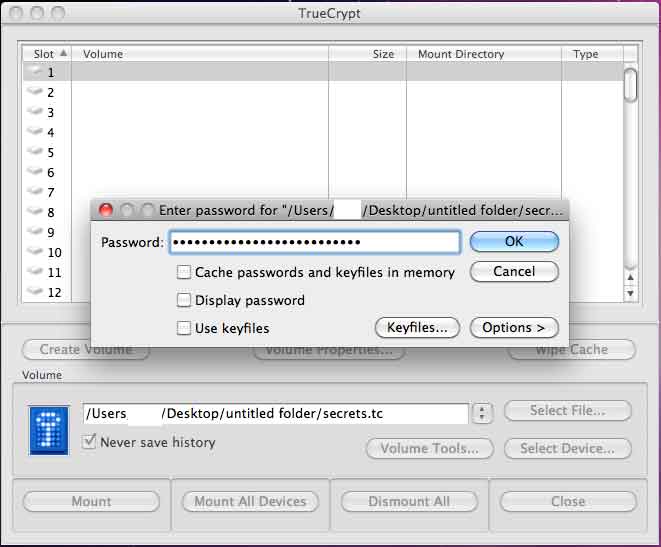 TrueCrypt
Slot Volume Size Mount Directory Type
1
2
3
4
5
6
7
8
9
10
11
12
Enter password for "/Users/ /Desktop/untitled folder/secr...
Password: ••••••••••••••••••••••••••
OK
Cache passwords and keyfiles in memory
Cancel
Display password
Use keyfiles
Keyfiles...
Options >
Create Volume
Volume Properties...
Wipe Cache
Volume
/Users /Desktop/untitled folder/secrets.tc
Select File...
Never save history
Volume Tools...
Select Device...
Mount
Mount All Devices
Dismount All
Close